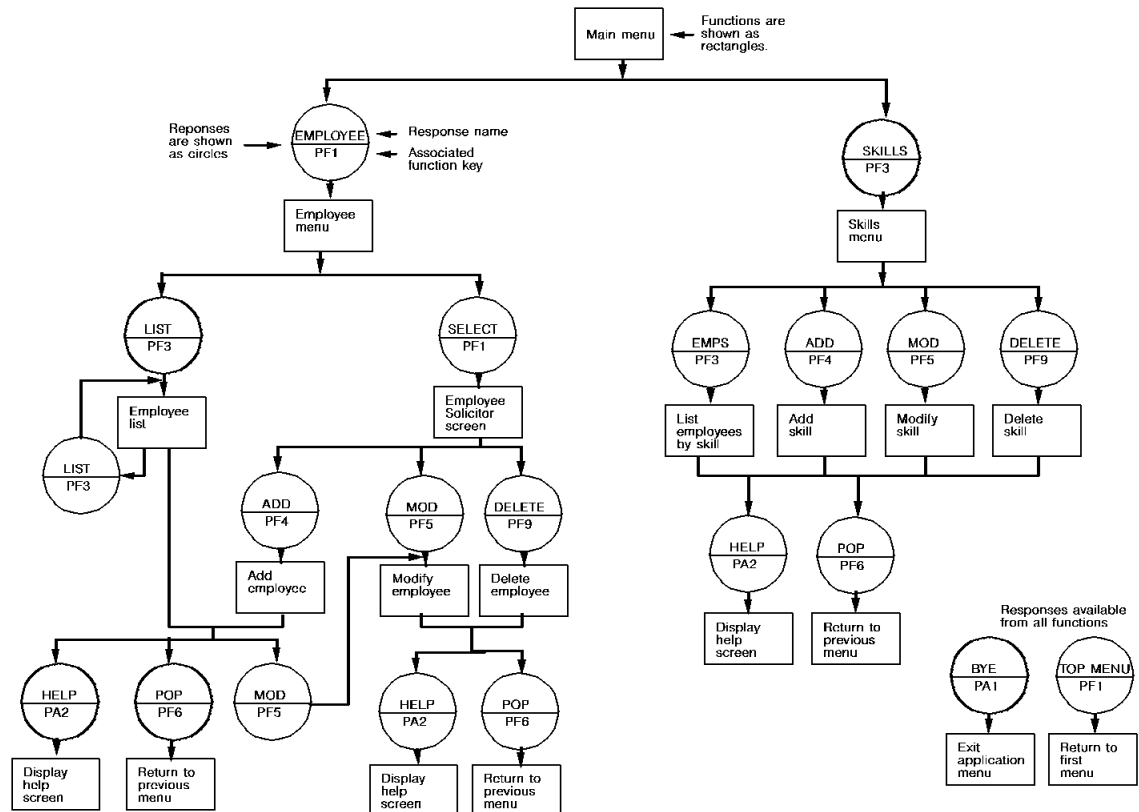 Main menu
Functions are
shown as
rectangles.
Reponses
are shown
as circles
EMPLOYEE
PF1
Response name
Associated
function key
SKILLS
PF3
Employee
menu
Skills
menu
LIST
PF3
SELECT
PF1
EMPS
PF3
ADD
PF4
MOD
PF5
DELETE
PF9
Employee
list
Employee
Solicitor
screen
List
employees
by skill
Add
skill
Modify
skill
Delete
skill
LIST
PF3
ADD
PF4
MOD
PF5
DELETE
PF9
HELP
PA2
POP
PF6
Add
employee
Modify
employee
Delete
employee
Display
help
screen
Return to
previous
menu
Responses available
from all functions
HELP
PA2
POP
PF6
MOD
PF5
HELP
PA2
POP
PF6
BYE
PA1
TOP MENU
PF1
Display
help
screen
Return to
previous
menu
Display
help
screen
Return to
previous
menu
Exit
application
menu
Return to
first
menu